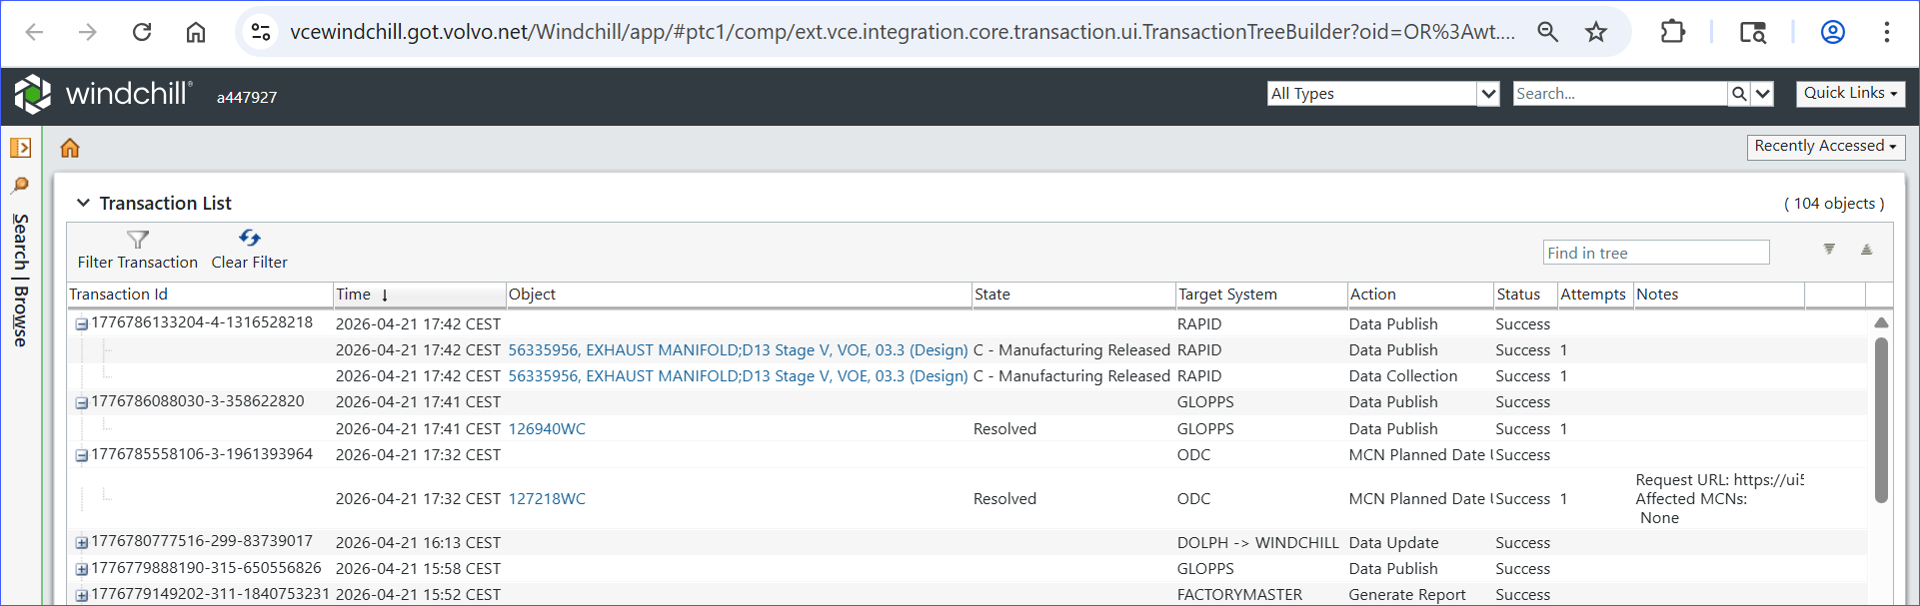 vcewindchill.got.volvo.net/Windchill/app/#ptc1/comp/ext.vce.integration.core.transaction.ui.TransactionTreeBuilder?oid=OR%3Awt....
windchill® a447927 All Types Search... Quick Links
Recently Accessed
Search | Browse
Transaction List ( 104 objects )
Filter Transaction Clear Filter Find in tree
Transaction Id Time ↓ Object State Target System Action Status Attempts Notes
1776786133204-4-1316528218 2026-04-21 17:42 CEST RAPID Data Publish Success
2026-04-21 17:42 CEST 56335956, EXHAUST MANIFOLD;D13 Stage V, VOE, 03.3 (Design) C - Manufacturing Released RAPID Data Publish Success 1
2026-04-21 17:42 CEST 56335956, EXHAUST MANIFOLD;D13 Stage V, VOE, 03.3 (Design) C - Manufacturing Released RAPID Data Collection Success 1
1776786088030-3-358622820 2026-04-21 17:41 CEST GLOPPS Data Publish Success
2026-04-21 17:41 CEST 126940WC Resolved GLOPPS Data Publish Success 1
1776785558106-3-1961393964 2026-04-21 17:32 CEST ODC MCN Planned Date Success
2026-04-21 17:32 CEST 127218WC Resolved ODC MCN Planned Date Success 1 Request URL: https://ui5
Affected MCNs:
None
1776780777516-299-83739017 2026-04-21 16:13 CEST DOLPH -> WINDCHILL Data Update Success
1776779888190-315-650556826 2026-04-21 15:58 CEST GLOPPS Data Publish Success
1776779149202-311-1840753231 2026-04-21 15:52 CEST FACTORYMASTER Generate Report Success